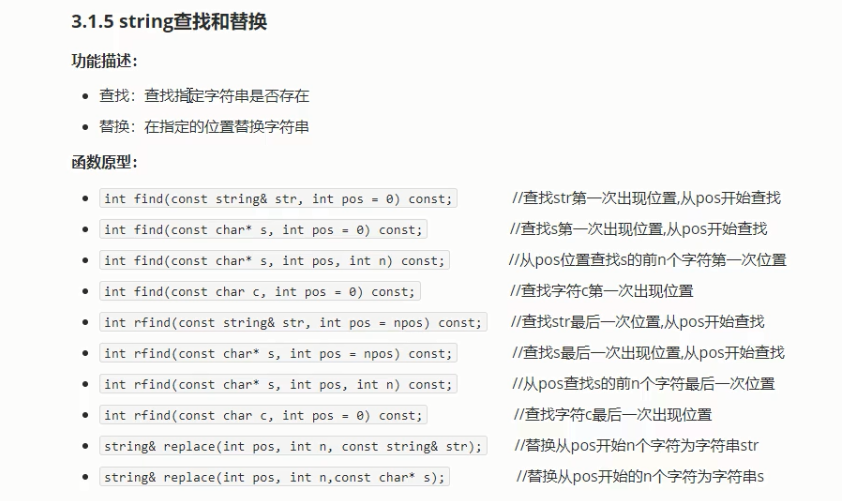 3.1.5 string查找和替换
功能描述：
查找：查找指定字符串是否存在
替换：在指定的位置替换字符串
函数原型：
int find(const string& str, int pos = 0) const; //查找str第一次出现位置,从pos开始查找
int find(const char* s, int pos = 0) const; //查找s第一次出现位置,从pos开始查找
int find(const char* s, int pos, int n) const; //从pos位置查找s的前n个字符第一次位置
int find(const char c, int pos = 0) const; //查找字符c第一次出现位置
int rfind(const string& str, int pos = npos) const; //查找str最后一次位置,从pos开始查找
int rfind(const char* s, int pos = npos) const; //查找s最后一次出现位置,从pos开始查找
int rfind(const char* s, int pos, int n) const; //从pos查找s的前n个字符最后一次位置
int rfind(const char c, int pos = 0) const; //查找字符c最后一次出现位置
string& replace(int pos, int n, const string& str); //替换从pos开始n个字符为字符串str
string& replace(int pos, int n,const char* s); //替换从pos开始的n个字符为字符串s